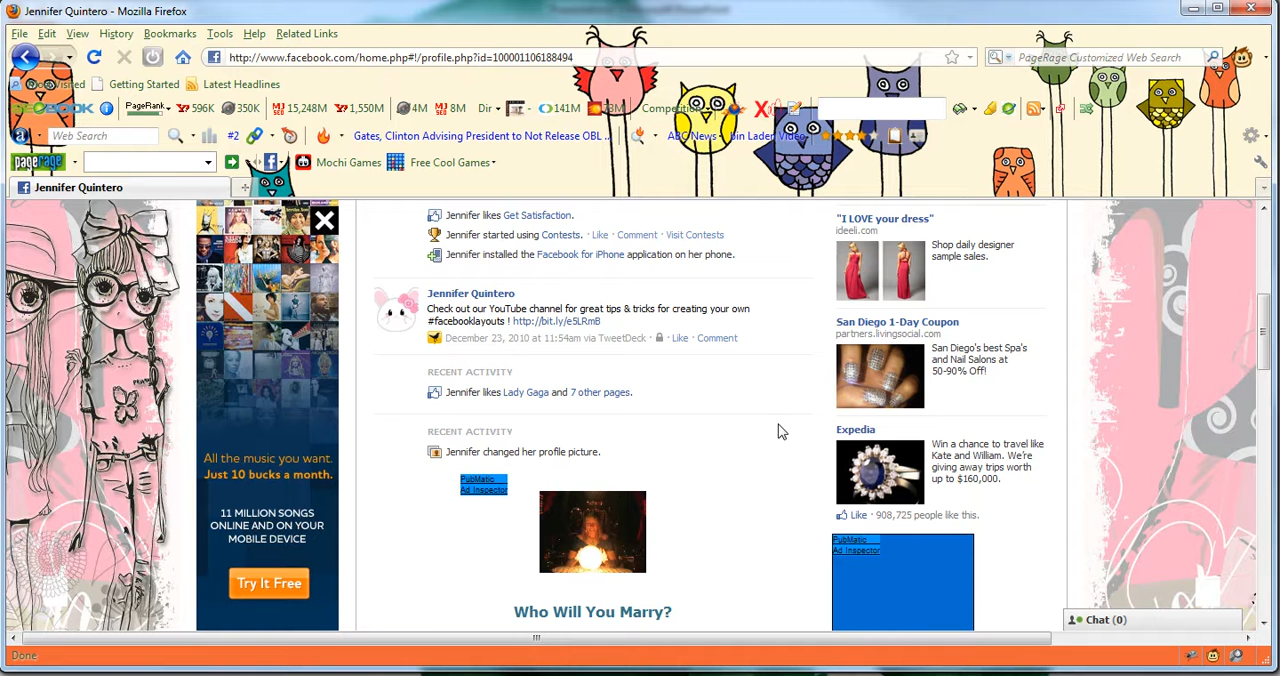 Jennifer Quintero - Mozilla Firefox
File Edit View History Bookmarks Tools Help Related Links
http://www.facebook.com/home.php#!/profile.php?id=100001106188494
PageRage Customized Web Search
Getting Started Latest Headlines
PageRank 596K 350K 15,248M 1,550M 4M 8M Dir 141M 73M
Web Search #2 Gates, Clinton Advising President to Not Release OBL ... ABC News bin Laden Video
pagerage Mochi Games Free Cool Games
Jennifer Quintero
Jennifer likes Get Satisfaction.
Jennifer started using Contests. · Like · Comment · Visit Contests
Jennifer installed the Facebook for iPhone application on her phone.
Jennifer Quintero
Check out our YouTube channel for great tips & tricks for creating your own
#facebooklayouts ! http://bit.ly/e5LRmB
December 23, 2010 at 11:54am via TweetDeck · Like · Comment
RECENT ACTIVITY
Jennifer likes Lady Gaga and 7 other pages.
RECENT ACTIVITY
Jennifer changed her profile picture.
PubMatic
Ad Inspector
Who Will You Marry?
All the music you want.
Just 10 bucks a month.
11 MILLION SONGS
ONLINE AND ON YOUR
MOBILE DEVICE
Try It Free
"I LOVE your dress"
ideeli.com
Shop daily designer
sample sales.
San Diego 1-Day Coupon
partners.livingsocial.com
San Diego's best Spa's
and Nail Salons at
50-90% Off!
Expedia
Win a chance to travel like
Kate and William. We're
giving away trips worth
up to $160,000.
Like · 908,725 people like this.
PubMatic
Ad Inspector
Chat (0)
Done